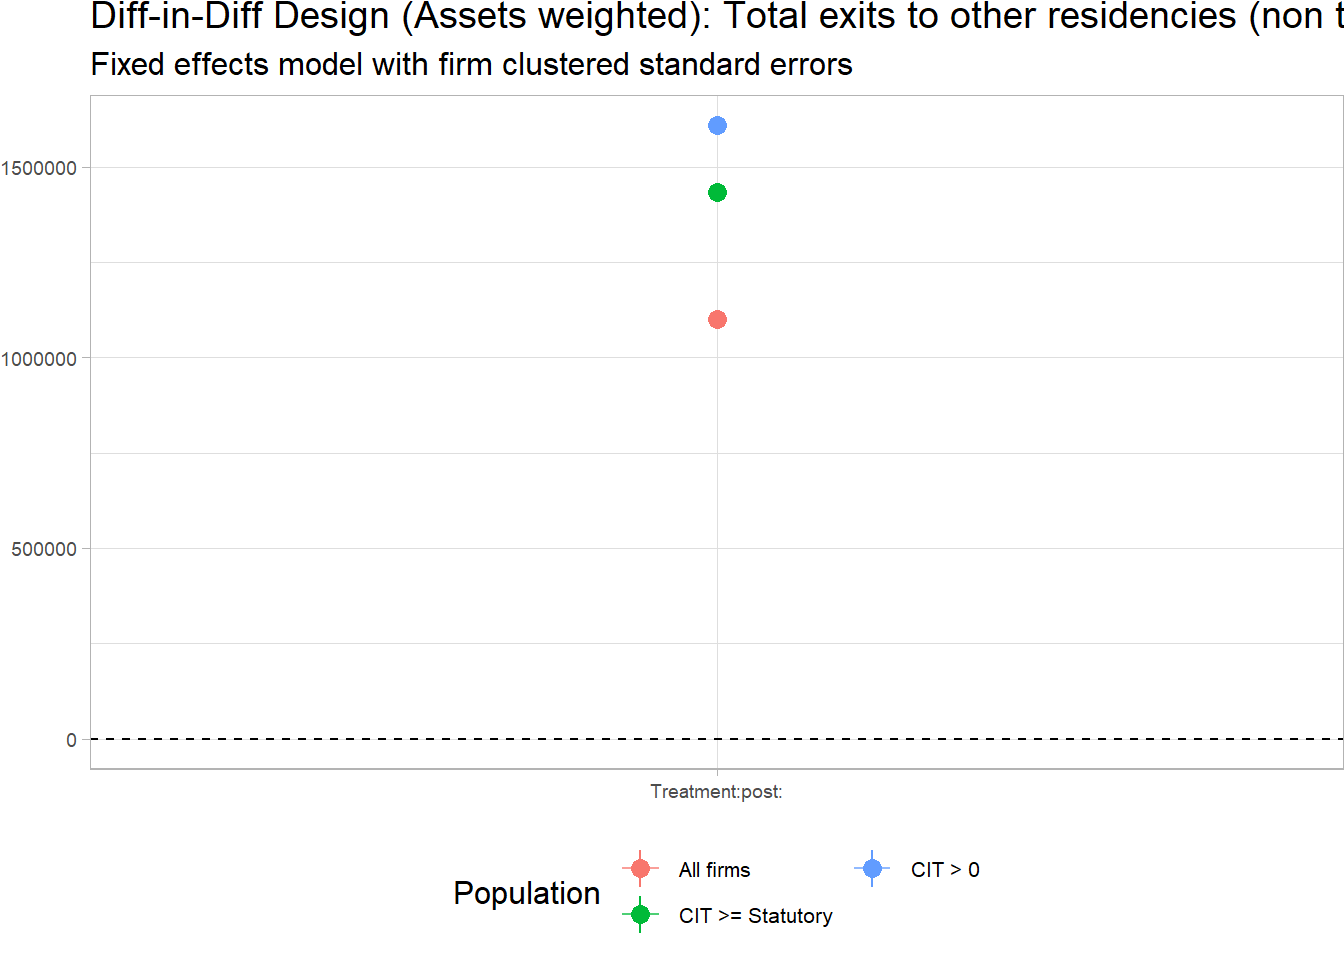 Diff-in-Diff Design (Assets weighted): Total exits to other residencies (non t
Fixed effects model with firm clustered standard errors
1500000
1000000
500000
0
Treatment:post:
Population
All firms
CIT > 0
CIT >= Statutory